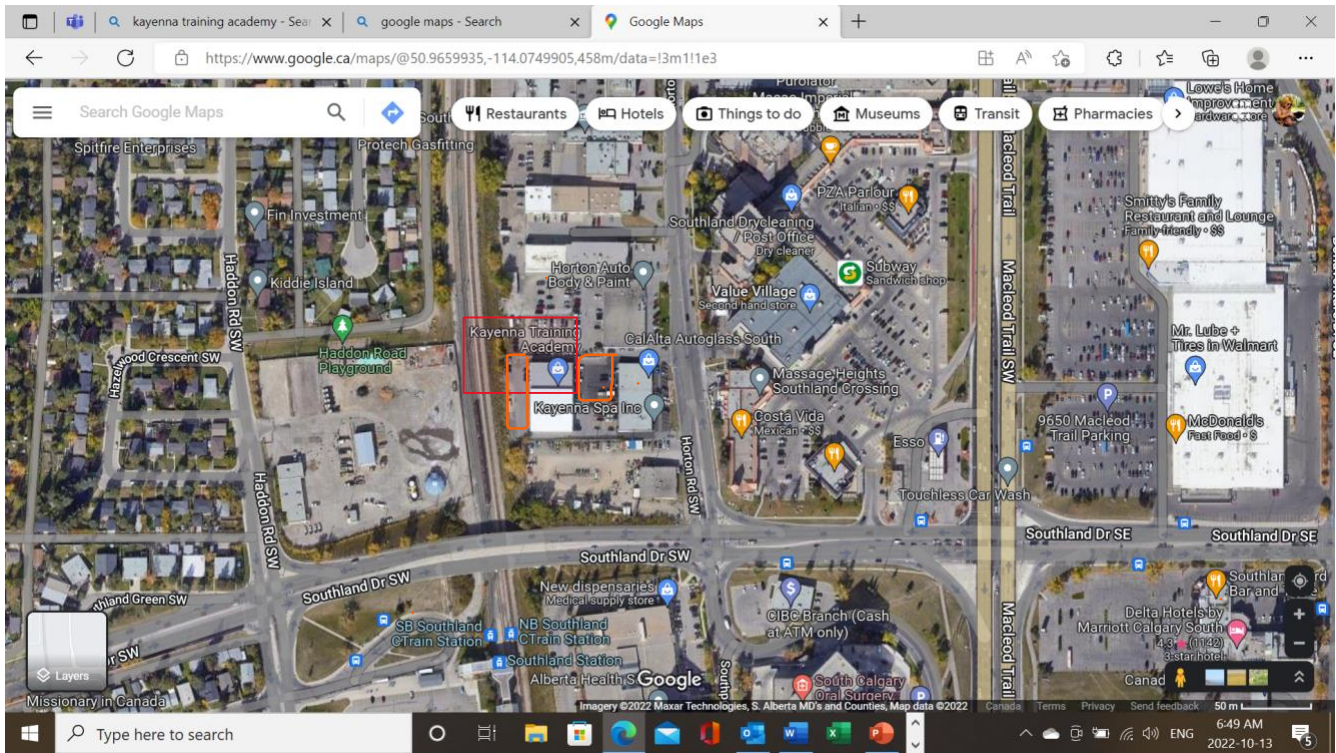 kayenna training academy - Sear
google maps - Search
Google Maps
https://www.google.ca/maps/@50.9659935,-114.0749905,458m/data=!3m1!1e3
Search Google Maps
Restaurants
Hotels
Things to do
Museums
Transit
Pharmacies
Purolator
Lowe's Home
Improvement
Spitfire Enterprises
Protech Gasfitting
Fin Investment
Kiddie Island
Haddon Rd SW
Hazelwood Crescent SW
Haddon Road
Playground
Haddon Rd SW
Horton Auto
Body & Paint
Kayenna Training
Academy
CalAlta Autoglass South
Kayenna Spa Inc
PZA Parlour
Italian • $$
Southland Drycleaning
/ Post Office
Dry cleaner
Subway
Sandwich shop
Value Village
Second hand store
Massage Heights
Southland Crossing
Costa Vida
Mexican • $$
Esso
Touchless Car Wash
Horton Rd SW
Macleod Trail
Macleod Trail SW
Macleod Trail
Smitty's Family
Restaurant and Lounge
Family-friendly • $$
Mr. Lube +
Tires in Walmart
9650 Macleod
Trail Parking
McDonald's
Fast Food • $
Southland Dr SW
Southland Dr SW
Southland Dr SE
Southland Dr SE
New dispensaries
Medical supply store
SB Southland
CTrain Station
NB Southland
CTrain Station
Southland Station
Alberta Health S
CIBC Branch (Cash
at ATM only)
South Calgary
Oral Surgery
Delta Hotels by
Marriott Calgary South
4.3 (1142)
3-star hotel
Layers
Missionary in Canada
Google
Imagery ©2022 Maxar Technologies, S. Alberta MD's and Counties, Map data ©2022
Canada
Terms
Privacy
Send feedback
50 m
Type here to search
ENG
6:49 AM
2022-10-13
5